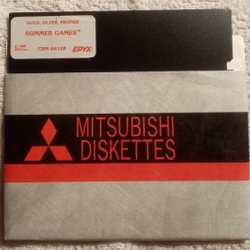 GOLD, SILVER, BRONZE
SUMMER GAMES™
CBM 64/128
EPYX
MITSUBISHI
DISKETTES